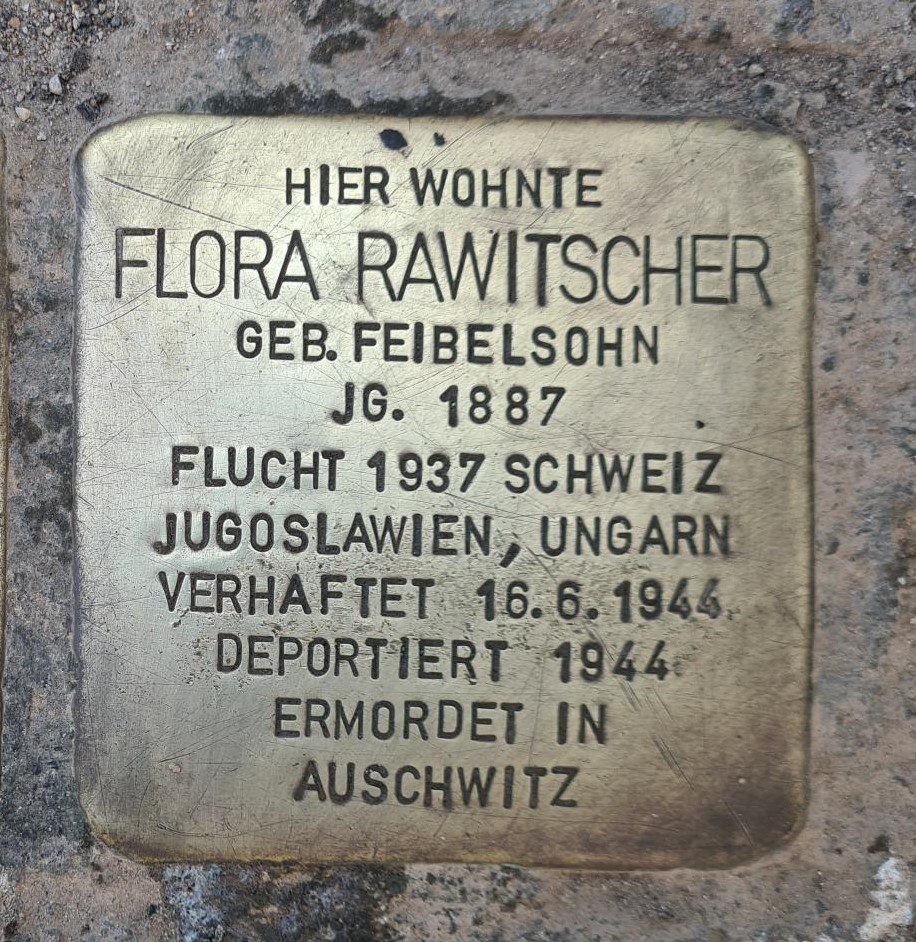 HIER WOHNTE
FLORA RAWITSCHER
GEB. FEIBELSOHN
JG. 1887
FLUCHT 1937 SCHWEIZ
JUGOSLAWIEN, UNGARN
VERHAFTET 16.6.1944
DEPORTIERT 1944
ERMORDET IN
AUSCHWITZ